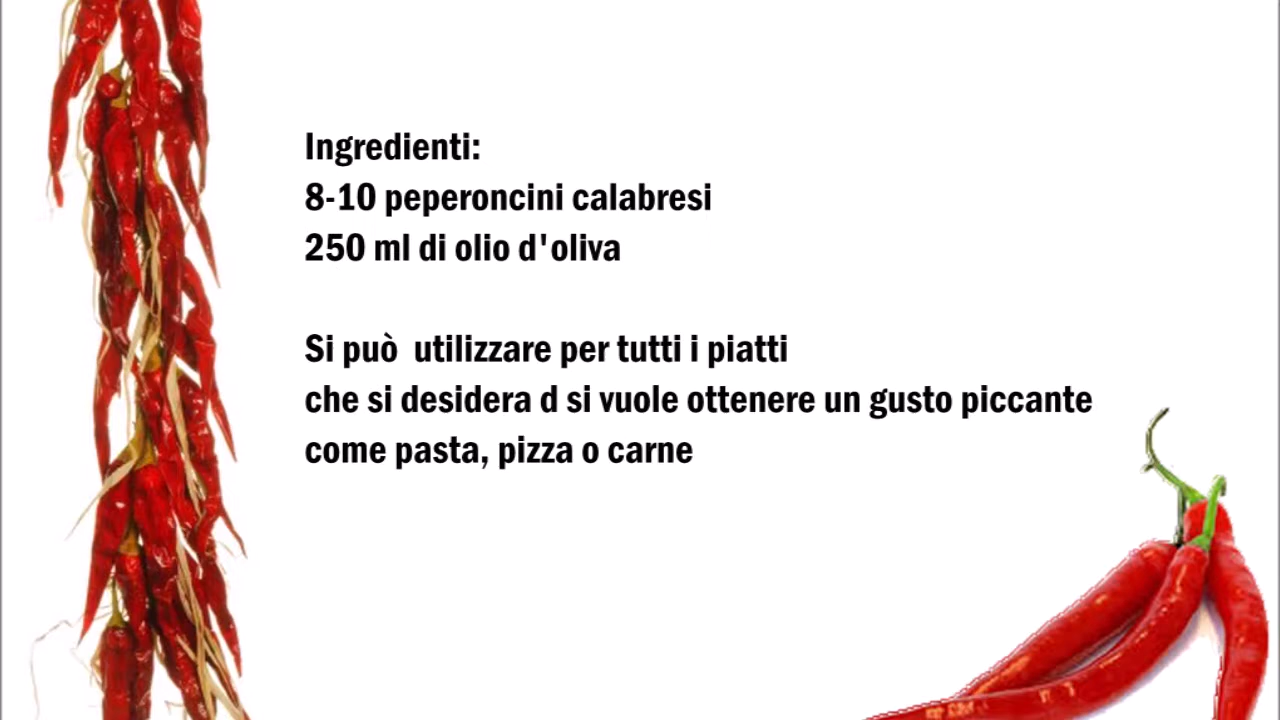 Ingredienti:
8-10 peperoncini calabresi
250 ml di olio d'oliva
Si può  utilizzare per tutti i piatti
che si desidera d si vuole ottenere un gusto piccante
come pasta, pizza o carne